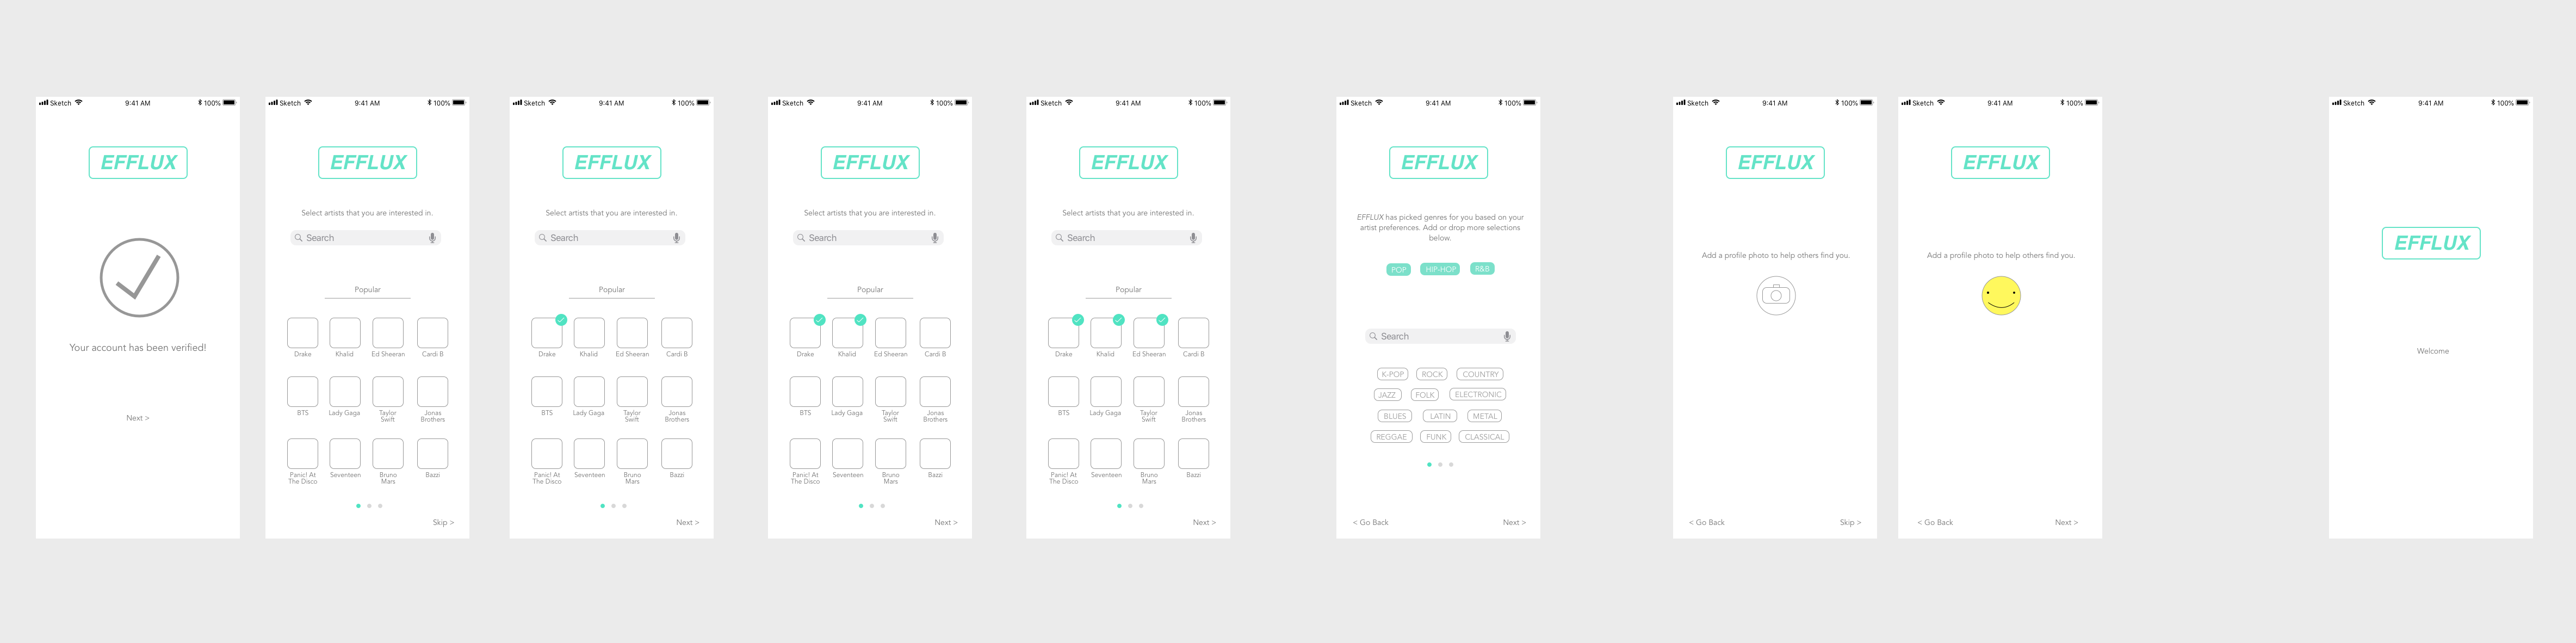 Sketch 9:41 AM 100%
EFFLUX
Your account has been verified!
Next >
Sketch 9:41 AM 100%
EFFLUX
Select artists that you are interested in.
Search
Popular
Drake Khalid Ed Sheeran Cardi B
BTS Lady Gaga Taylor Jonas
Swift Brothers
Panic! At Seventeen Bruno Bazzi
The Disco Mars
Skip >
Sketch 9:41 AM 100%
EFFLUX
Select artists that you are interested in.
Search
Popular
Drake Khalid Ed Sheeran Cardi B
BTS Lady Gaga Taylor Jonas
Swift Brothers
Panic! At Seventeen Bruno Bazzi
The Disco Mars
Next >
Sketch 9:41 AM 100%
EFFLUX
Select artists that you are interested in.
Search
Popular
Drake Khalid Ed Sheeran Cardi B
BTS Lady Gaga Taylor Jonas
Swift Brothers
Panic! At Seventeen Bruno Bazzi
The Disco Mars
Next >
Sketch 9:41 AM 100%
EFFLUX
Select artists that you are interested in.
Search
Popular
Drake Khalid Ed Sheeran Cardi B
BTS Lady Gaga Taylor Jonas
Swift Brothers
Panic! At Seventeen Bruno Bazzi
The Disco Mars
Next >
Sketch 9:41 AM 100%
EFFLUX
EFFLUX has picked genres for you based on your
artist preferences. Add or drop more selections
below.
POP HIP-HOP R&B
Search
K-POP ROCK COUNTRY
JAZZ FOLK ELECTRONIC
BLUES LATIN METAL
REGGAE FUNK CLASSICAL
< Go Back Next >
Sketch 9:41 AM 100%
EFFLUX
Add a profile photo to help others find you.
< Go Back Skip >
Sketch 9:41 AM 100%
EFFLUX
Add a profile photo to help others find you.
< Go Back Next >
Sketch 9:41 AM 100%
EFFLUX
Welcome